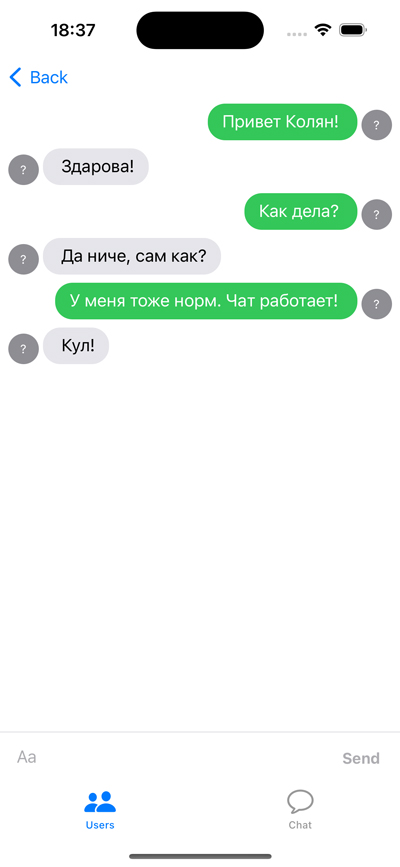 18:37
Back
Привет Колян!
?
?
Здарова!
Как дела?
?
?
Да ниче, сам как?
У меня тоже норм. Чат работает!
?
?
Кул!
Aa
Send
Users
Chat